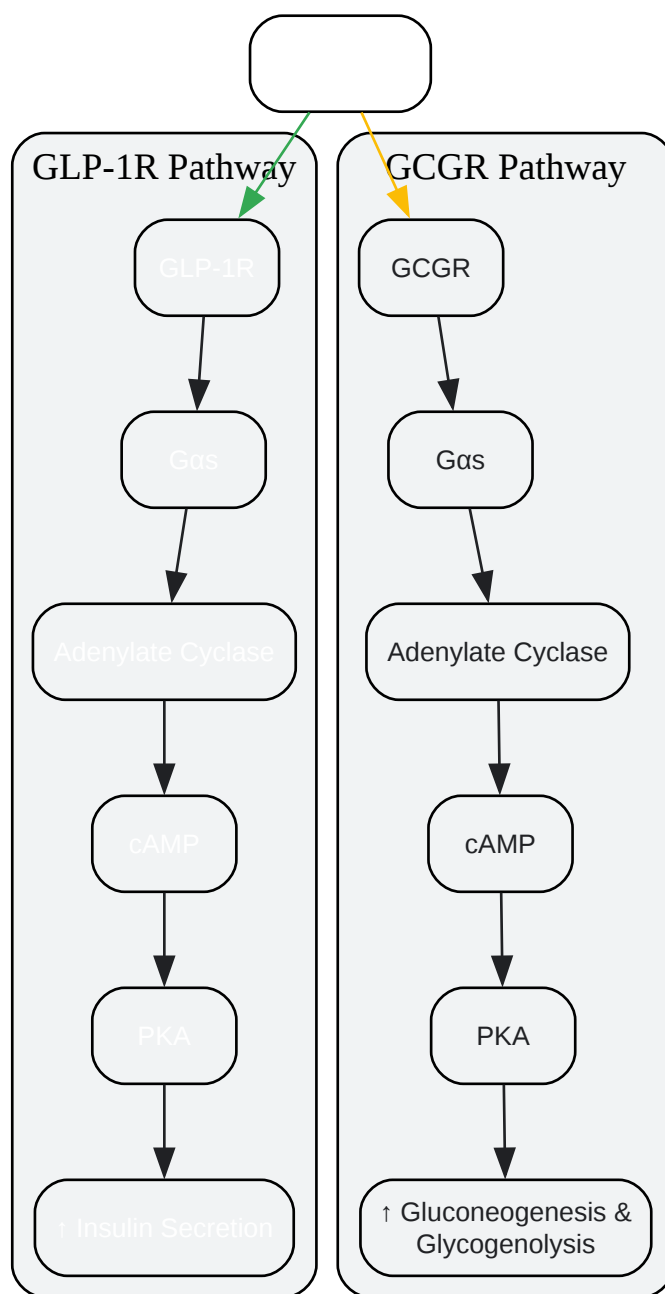 GLP-1R Pathway
GLP-1R
Gαs
Adenylate Cyclase
cAMP
PKA
↑ Insulin Secretion
GCGR Pathway
GCGR
Gαs
Adenylate Cyclase
cAMP
PKA
↑ Gluconeogenesis &
Glycogenolysis